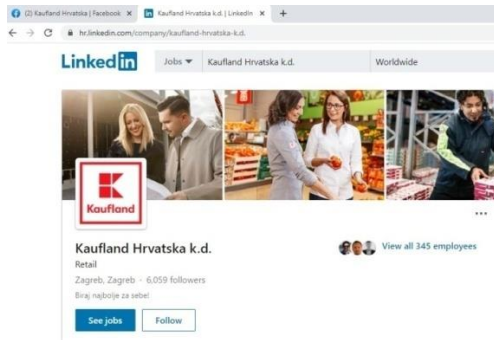 (2) Kaufland Hrvatska | Facebook
Kaufland Hrvatska k.d. | LinkedIn
hr.linkedin.com/company/kaufland-hrvatska-k.d.
Linked in
Jobs
Kaufland Hrvatska k.d.
Worldwide
Kaufland
Kaufland Hrvatska k.d.
View all 345 employees
Retail
Zagreb, Zagreb · 6.059 followers
Biraj najbolje za sebe!
See jobs
Follow